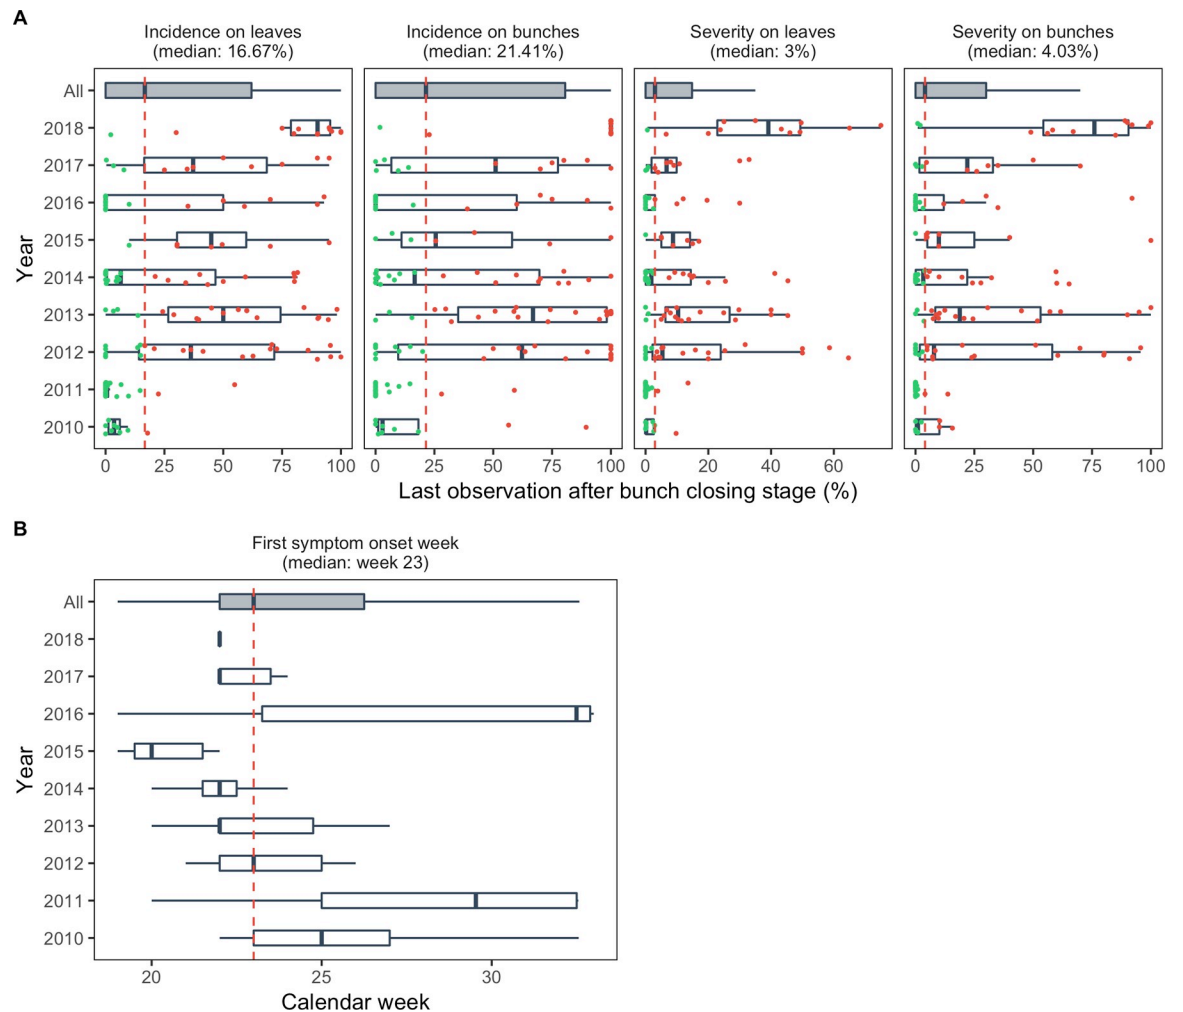 A
Incidence on leaves
(median: 16.67%)
Incidence on bunches
(median: 21.41%)
Severity on leaves
(median: 3%)
Severity on bunches
(median: 4.03%)
Year
All
2018
2017
2016
2015
2014
2013
2012
2011
2010
0 25 50 75 100
0 25 50 75 100
0 20 40 60
0 25 50 75 100
Last observation after bunch closing stage (%)
B
First symptom onset week
(median: week 23)
Year
All
2018
2017
2016
2015
2014
2013
2012
2011
2010
20 25 30
Calendar week